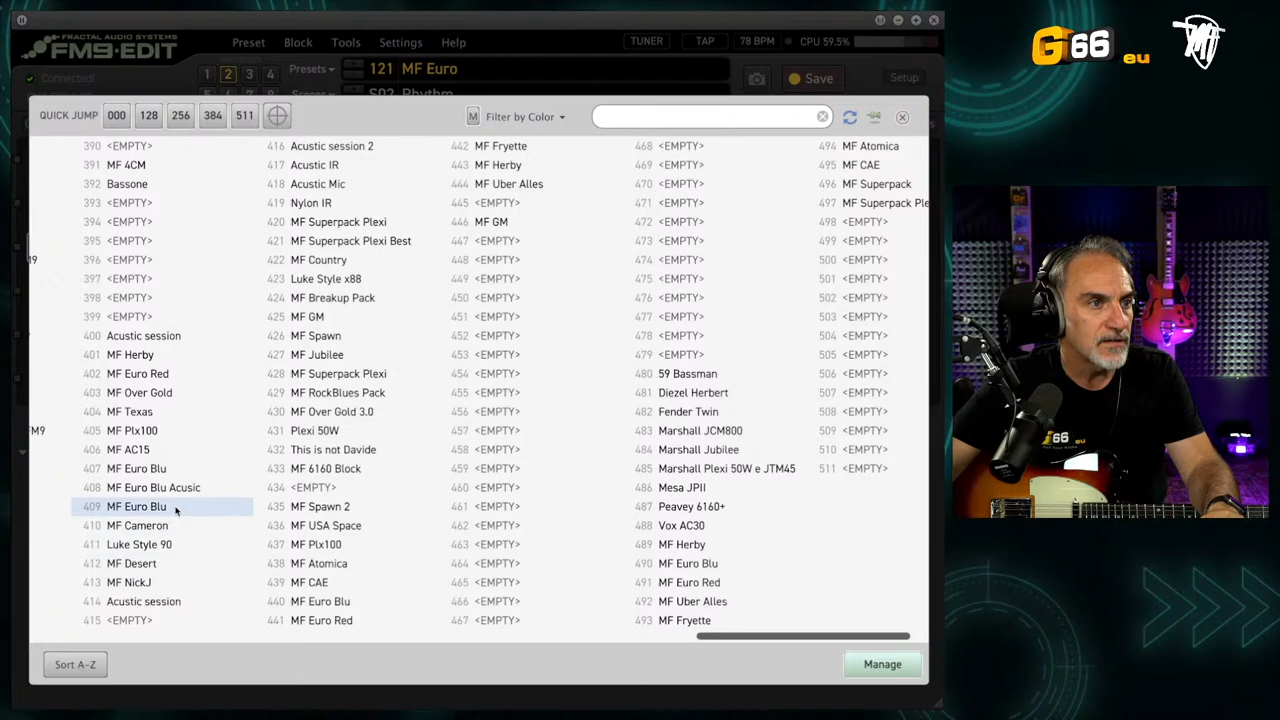 FRACTAL AUDIO SYSTEMS
FM9-EDIT
Preset Block Tools Settings Help
TUNER TAP 78 BPM CPU 59.5%
Connected!
1 2 3 4
Presets 121 MF Euro
Save Setup
S02 Rhythm
G 66 eu
QUICK JUMP 000 128 256 384 511
M Filter by Color
390 <EMPTY>
391 MF 4CM
392 Bassone
393 <EMPTY>
394 <EMPTY>
395 <EMPTY>
396 <EMPTY>
397 <EMPTY>
398 <EMPTY>
399 <EMPTY>
400 Acustic session
401 MF Herby
402 MF Euro Red
403 MF Over Gold
404 MF Texas
405 MF Plx100
406 MF AC15
407 MF Euro Blu
408 MF Euro Blu Acusic
409 MF Euro Blu
410 MF Cameron
411 Luke Style 90
412 MF Desert
413 MF NickJ
414 Acustic session
415 <EMPTY>
416 Acustic session 2
417 Acustic IR
418 Acustic Mic
419 Nylon IR
420 MF Superpack Plexi
421 MF Superpack Plexi Best
422 MF Country
423 Luke Style x88
424 MF Breakup Pack
425 MF GM
426 MF Spawn
427 MF Jubilee
428 MF Superpack Plexi
429 MF RockBlues Pack
430 MF Over Gold 3.0
431 Plexi 50W
432 This is not Davide
433 MF 6160 Block
434 <EMPTY>
435 MF Spawn 2
436 MF USA Space
437 MF Plx100
438 MF Atomica
439 MF CAE
440 MF Euro Blu
441 MF Euro Red
442 MF Fryette
443 MF Herby
444 MF Uber Alles
445 <EMPTY>
446 MF GM
447 <EMPTY>
448 <EMPTY>
449 <EMPTY>
450 <EMPTY>
451 <EMPTY>
452 <EMPTY>
453 <EMPTY>
454 <EMPTY>
455 <EMPTY>
456 <EMPTY>
457 <EMPTY>
458 <EMPTY>
459 <EMPTY>
460 <EMPTY>
461 <EMPTY>
462 <EMPTY>
463 <EMPTY>
464 <EMPTY>
465 <EMPTY>
466 <EMPTY>
467 <EMPTY>
468 <EMPTY>
469 <EMPTY>
470 <EMPTY>
471 <EMPTY>
472 <EMPTY>
473 <EMPTY>
474 <EMPTY>
475 <EMPTY>
476 <EMPTY>
477 <EMPTY>
478 <EMPTY>
479 <EMPTY>
480 59 Bassman
481 Diezel Herbert
482 Fender Twin
483 Marshall JCM800
484 Marshall Jubilee
485 Marshall Plexi 50W e JTM45
486 Mesa JPII
487 Peavey 6160+
488 Vox AC30
489 MF Herby
490 MF Euro Blu
491 MF Euro Red
492 MF Uber Alles
493 MF Fryette
494 MF Atomica
495 MF CAE
496 MF Superpack
497 MF Superpack Ple
498 <EMPTY>
499 <EMPTY>
500 <EMPTY>
501 <EMPTY>
502 <EMPTY>
503 <EMPTY>
504 <EMPTY>
505 <EMPTY>
506 <EMPTY>
507 <EMPTY>
508 <EMPTY>
509 <EMPTY>
510 <EMPTY>
511 <EMPTY>
Sort A-Z
Manage
G66 eu